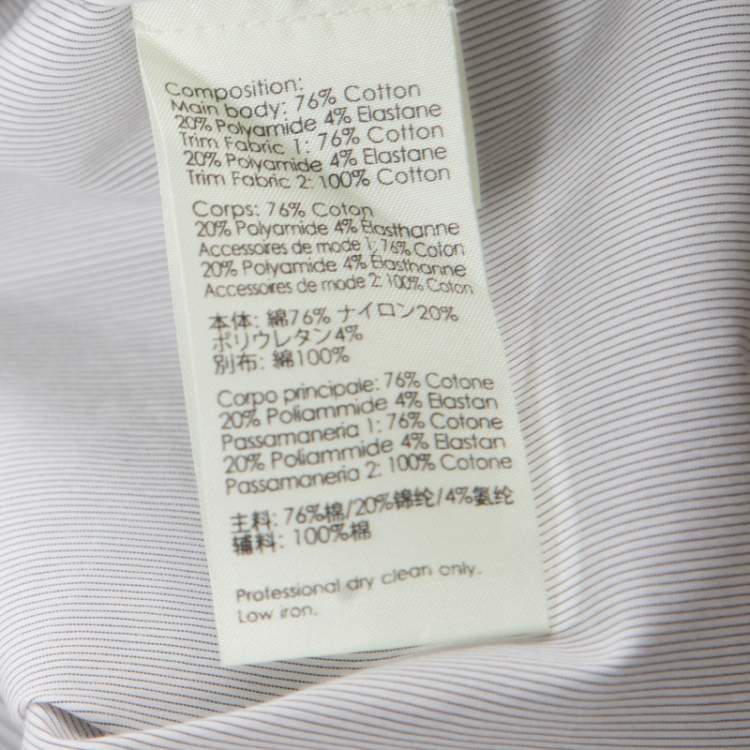 Composition:
Main body: 76% Cotton
20% Polyamide 4% Elastane
Trim Fabric 1: 76% Cotton
20% Polyamide 4% Elastane
Trim Fabric 2: 100% Cotton
Corps: 76% Coton
20% Polyamide 4% Elasthanne
Accessoires de mode 1: 76% Coton
20% Polyamide 4% Elasthanne
Accessoires de mode 2: 100% Coton
本体: 綿76% ナイロン20%
ポリウレタン4%
別布: 綿100%
Corpo principale: 76% Cotone
20% Poliammide 4% Elastan
Passamaneria 1: 76% Cotone
20% Poliammide 4% Elastan
Passamaneria 2: 100% Cotone
主料: 76%棉/20%锦纶/4%氨纶
辅料: 100%棉
Professional dry clean only.
Low iron.